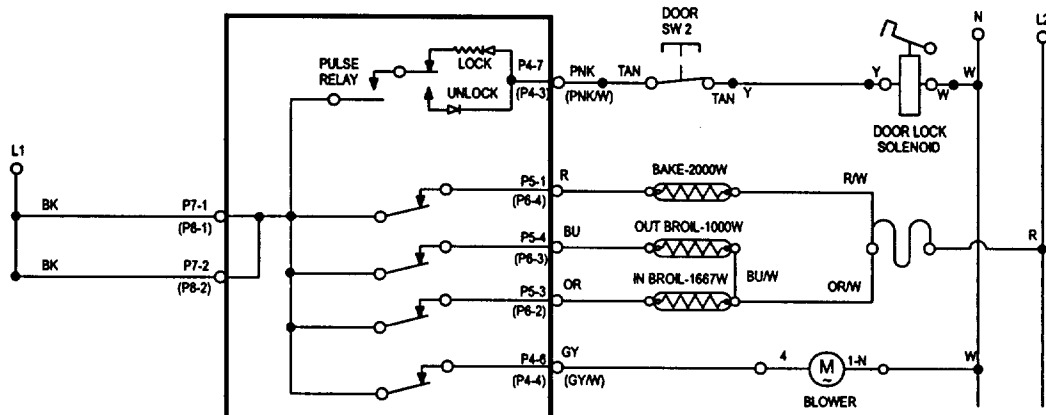 DOOR
SW 2
N
L2
PULSE
RELAY
LOCK
UNLOCK
P4-7
(P4-3)
PNK
(PNK/W)
TAN
TAN
Y
Y
W
W
DOOR LOCK
SOLENOID
L1
BK
P7-1
(P8-1)
BK
P7-2
(P8-2)
P5-1
(P6-4)
R
BAKE-2000W
R/W
P5-4
(P6-3)
BU
OUT BROIL-1000W
BU/W
R
P5-3
(P6-2)
OR
IN BROIL-1667W
OR/W
P4-6
(P4-4)
GY
(GY/W)
4
M
~
1-N
W
BLOWER